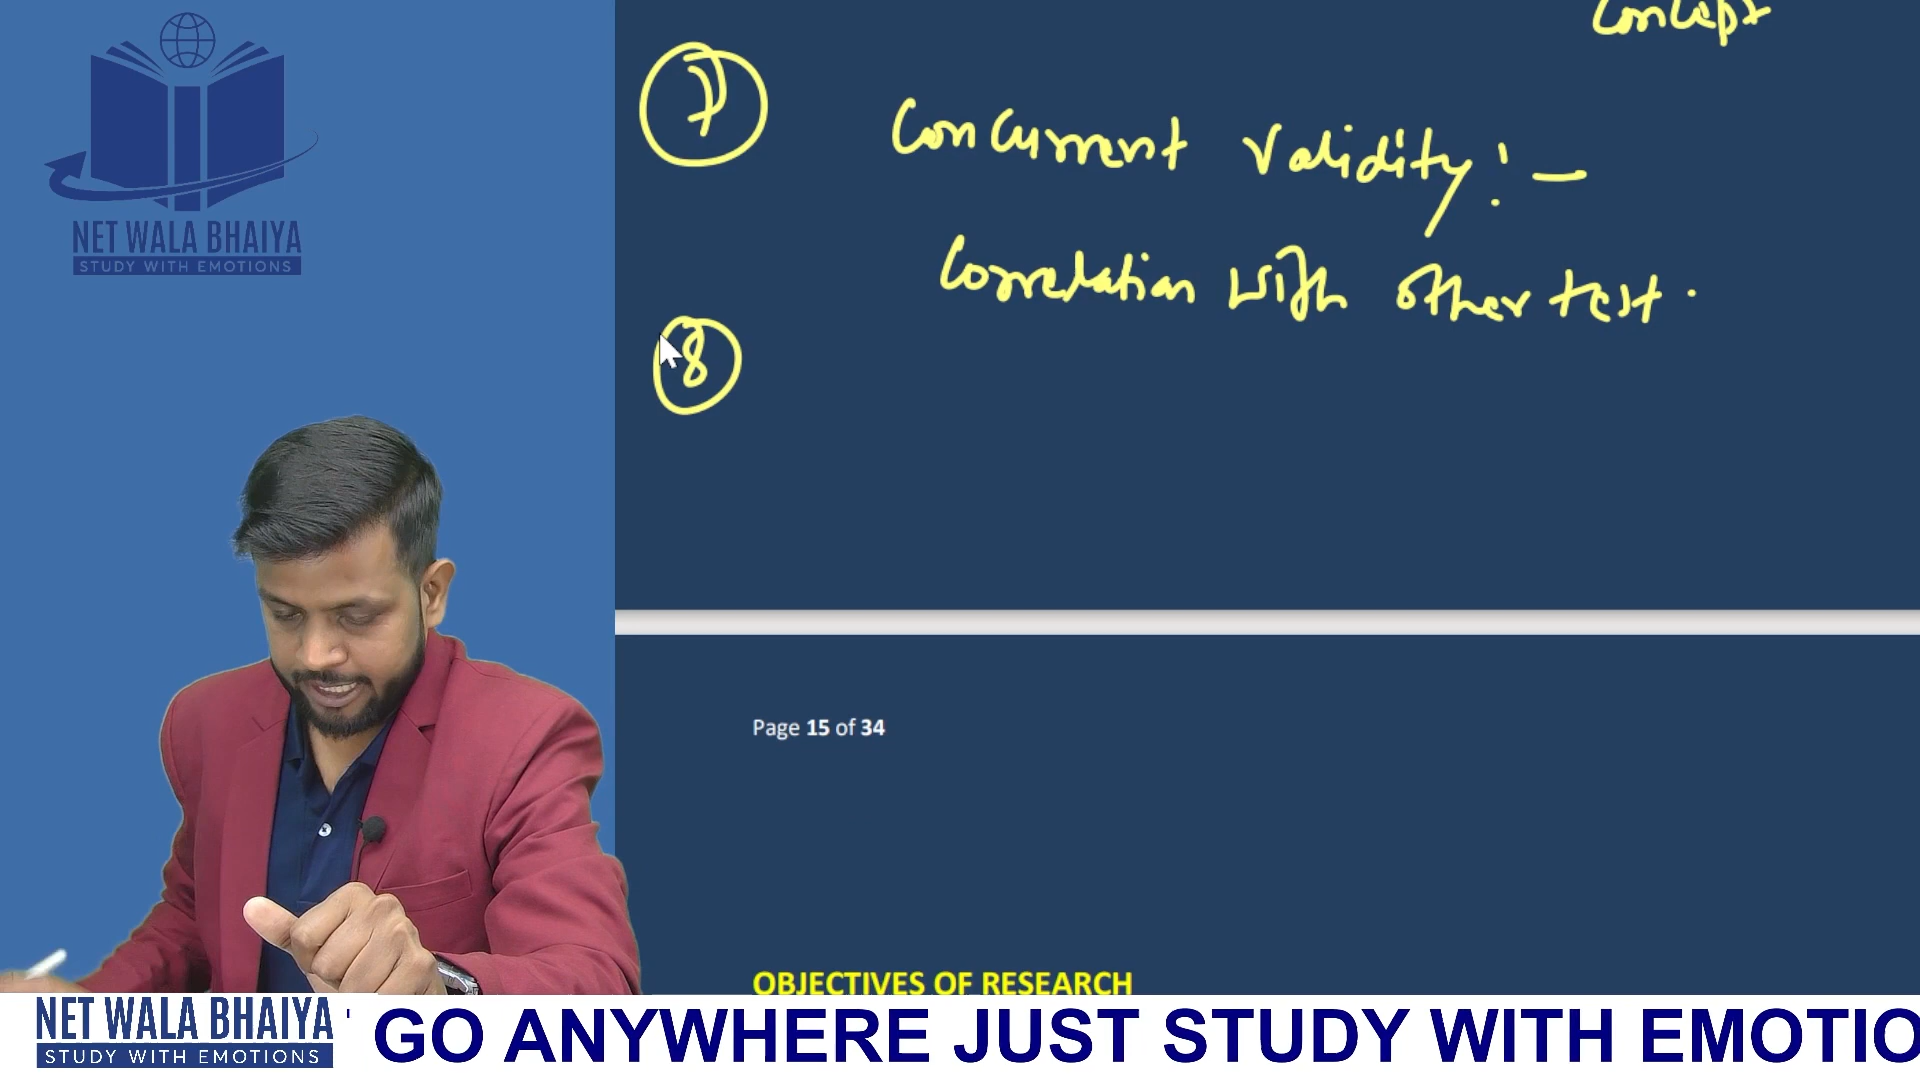 NET WALA BHAIYA
STUDY WITH EMOTIONS
Concept
7
Concurrent Validity:-
Correlation with other test.
8
Page 15 of 34
OBJECTIVES OF RESEARCH
NET WALA BHAIYA
STUDY WITH EMOTIONS
' GO ANYWHERE JUST STUDY WITH EMOTIO